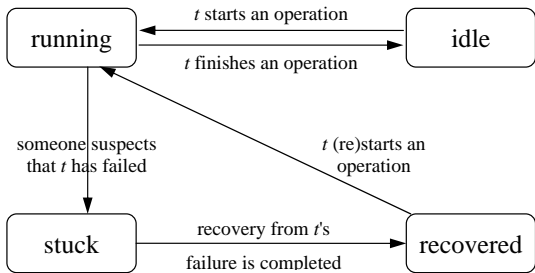 t starts an operation
running
idle
t finishes an operation
someone suspects
that t has failed
t (re)starts an
operation
stuck
recovery from t's
failure is completed
recovered